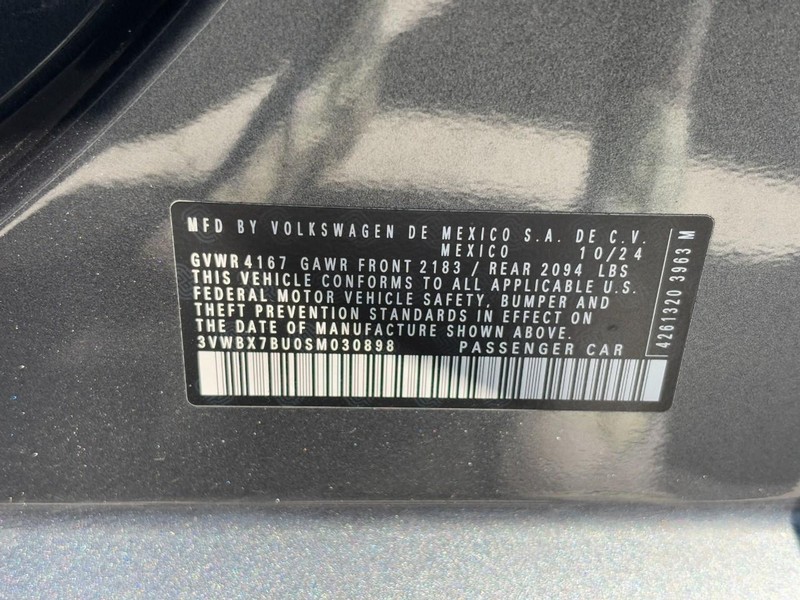 MFD BY VOLKSWAGEN DE MEXICO S.A. DE C.V.
MEXICO 10/24
GVWR 4167 GAWR FRONT 2183 / REAR 2094 LBS
THIS VEHICLE CONFORMS TO ALL APPLICABLE U.S.
FEDERAL MOTOR VEHICLE SAFETY, BUMPER AND
THEFT PREVENTION STANDARDS IN EFFECT ON
THE DATE OF MANUFACTURE SHOWN ABOVE.
3VWBX7BU0SM030898 PASSENGER CAR
4261320 3963 M